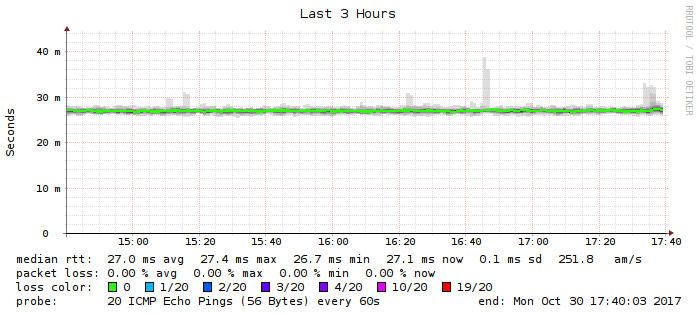 Last 3 Hours
RRDTOOL / TOBI OETIKER
Seconds
40 m
30 m
20 m
10 m
0
15:00 15:20 15:40 16:00 16:20 16:40 17:00 17:20 17:40
median rtt: 27.0 ms avg 27.4 ms max 26.7 ms min 27.1 ms now 0.1 ms sd 251.8 am/s
packet loss: 0.00 % avg 0.00 % max 0.00 % min 0.00 % now
loss color: 0 1/20 2/20 3/20 4/20 10/20 19/20
probe: 20 ICMP Echo Pings (56 Bytes) every 60s end: Mon Oct 30 17:40:03 2017